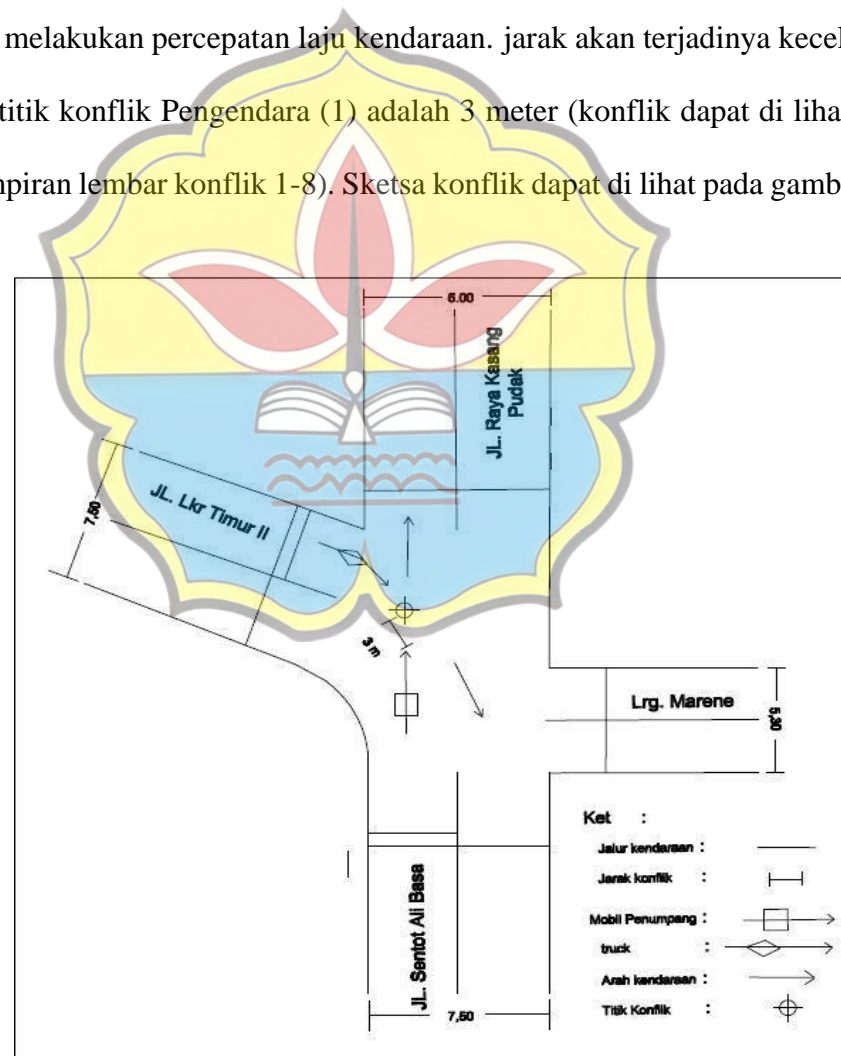 melakukan percepatan laju kendaraan. jarak akan terjadinya kecel
titik konflik Pengendara (1) adalah 3 meter (konflik dapat di liha
npiran lembar konflik 1-8). Sketsa konflik dapat di lihat pada gamb
6.00
JL. Raya Kasang
Pudak
JL. Lkr Timur II
7,50
3 m
Lrg. Marene
5,30
Ket :
Jalur kendaraan :
Jarak konflik :
Mobil Penumpang :
truck :
Arah kendaraan :
Titik Konflik :
JL. Sentot Ali Basa
7,50